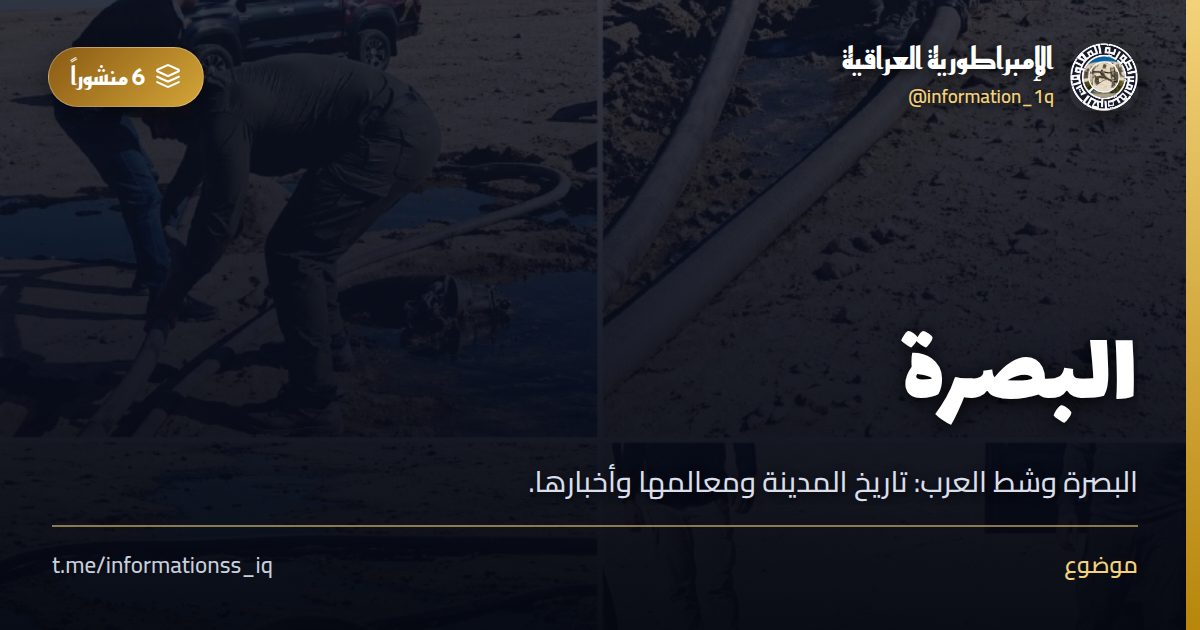 الإمبراطورية العراقية
@information_1q
6 منشوراً
البصرة
البصرة وشط العرب: تاريخ المدينة ومعالمها وأخبارها.
موضوع
t.me/informationss_iq